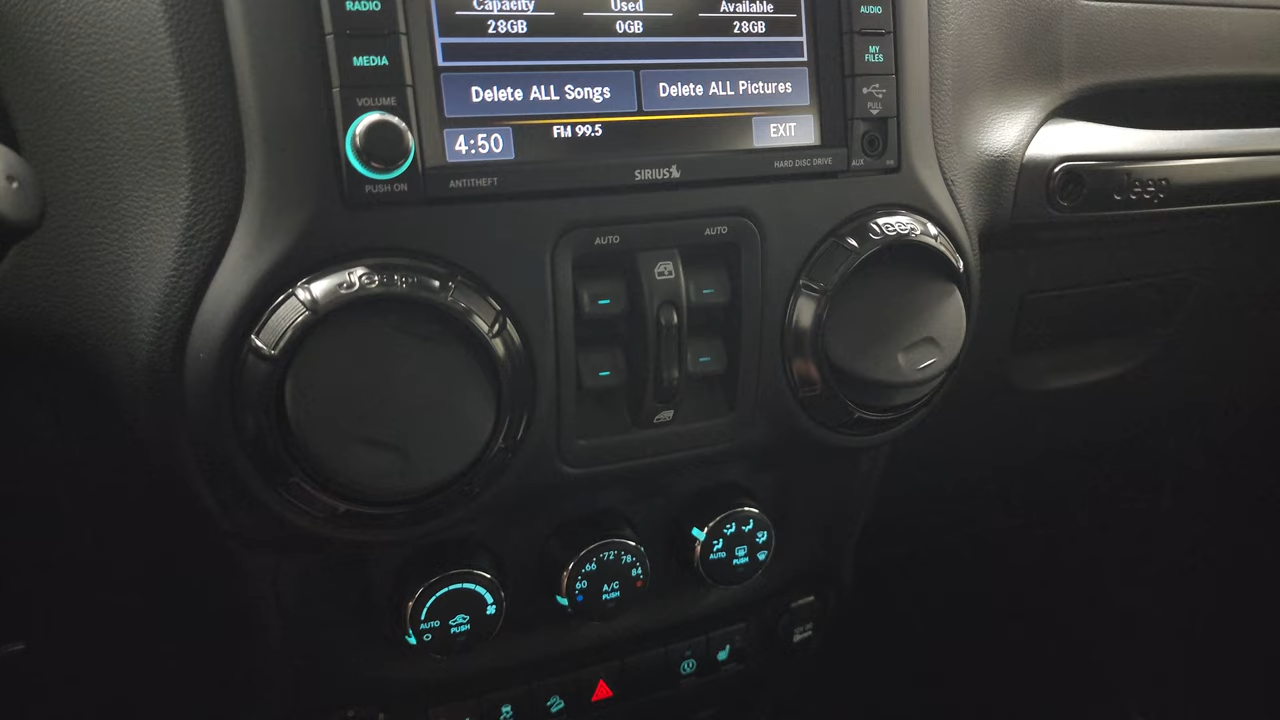 RADIO
MEDIA
VOLUME
PUSH ON
Capacity Used Available
28GB 0GB 28GB
Delete ALL Songs Delete ALL Pictures
4:50 FM 99.5 EXIT
ANTITHEFT SIRIUS HARD DISC DRIVE
AUDIO
MY
FILES
PULL
AUX
Jeep
AUTO AUTO
Jeep
Jeep
AUTO
PUSH
60 66 72 78 84
A/C
PUSH
AUTO
PUSH